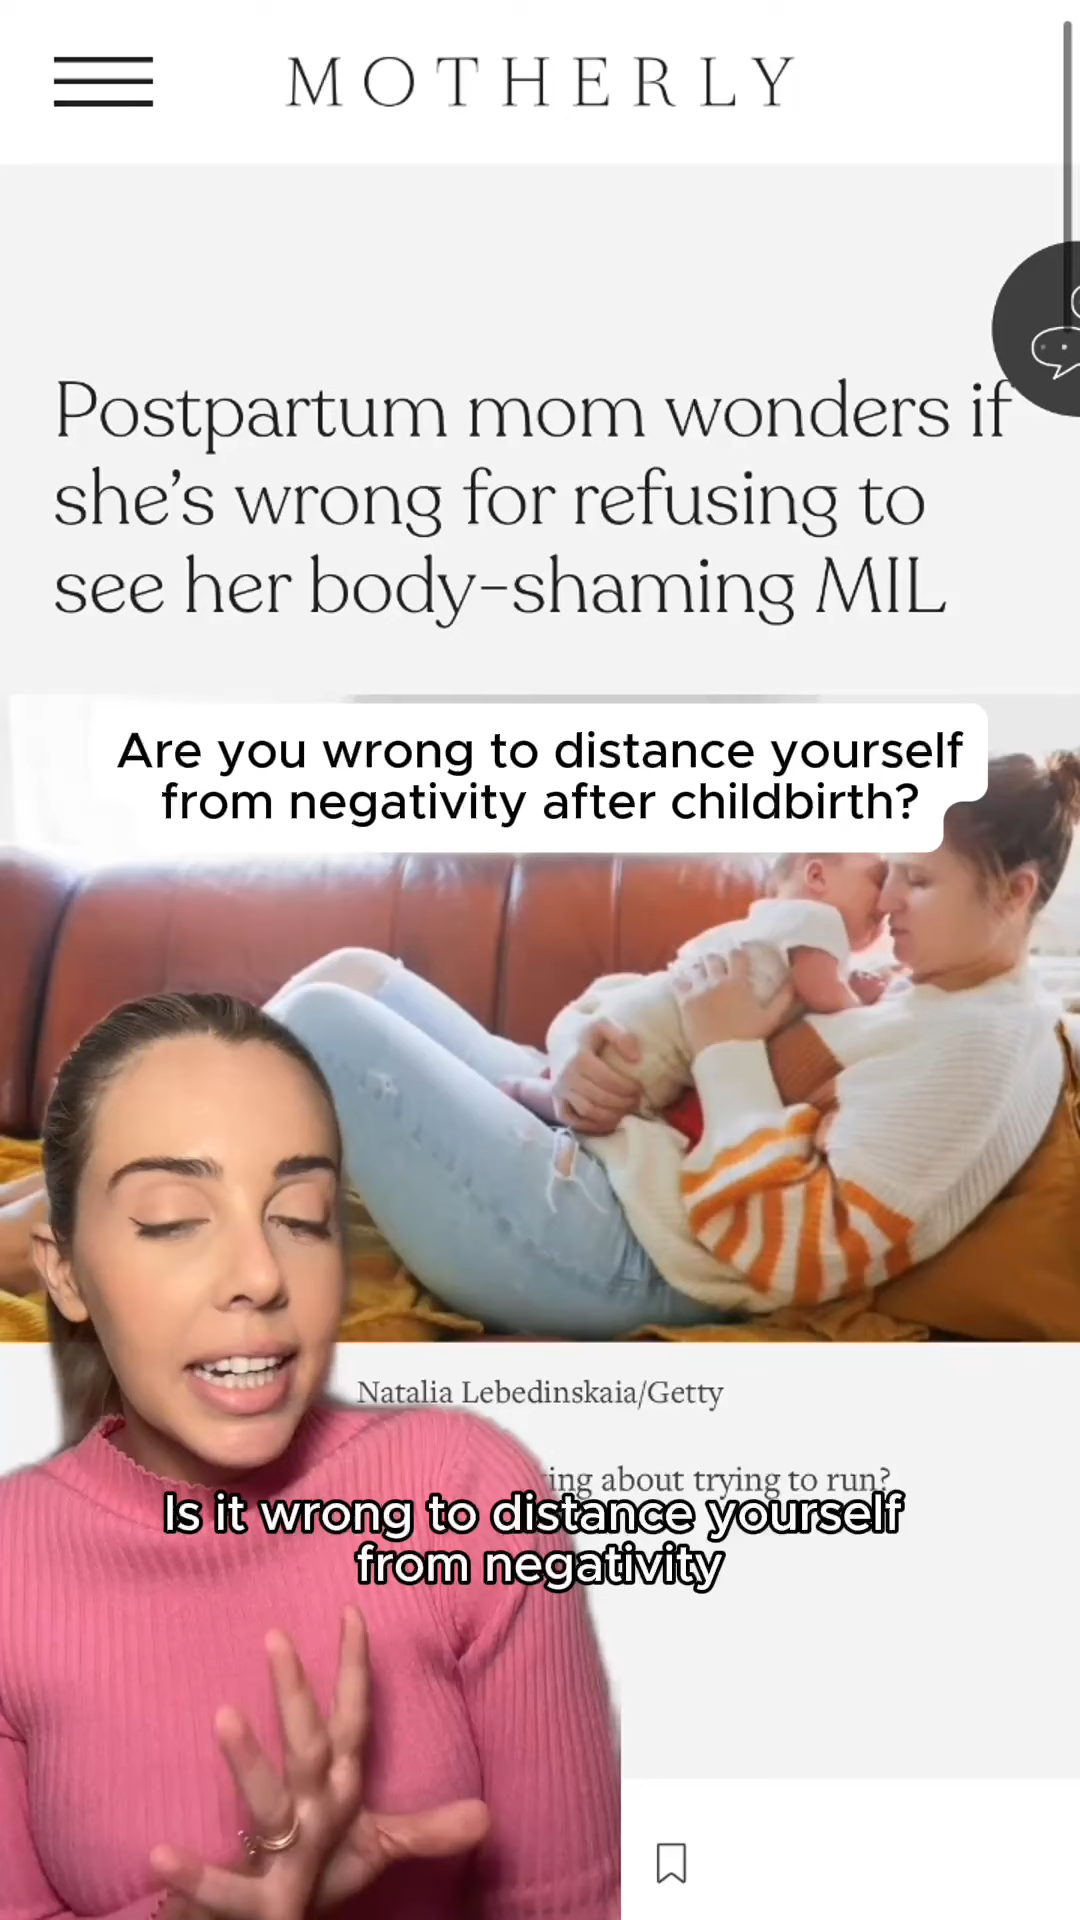 MOTHERLY
Postpartum mom wonders if
she’s wrong for refusing to
see her body-shaming MIL
Are you wrong to distance yourself
from negativity after childbirth?
Natalia Lebedinskaia/Getty
about trying to run?
Is it wrong to distance yourself
from negativity